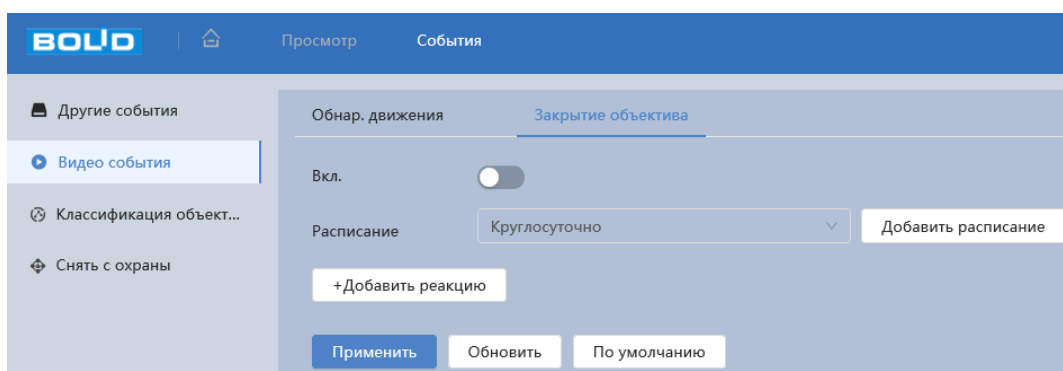 BOLID
Просмотр
События
Другие события
Видео события
Классификация объект...
Снять с охраны
Обнар. движения
Закрытие объектива
Вкл.
Расписание
Круглосуточно
Добавить расписание
+Добавить реакцию
Применить
Обновить
По умолчанию